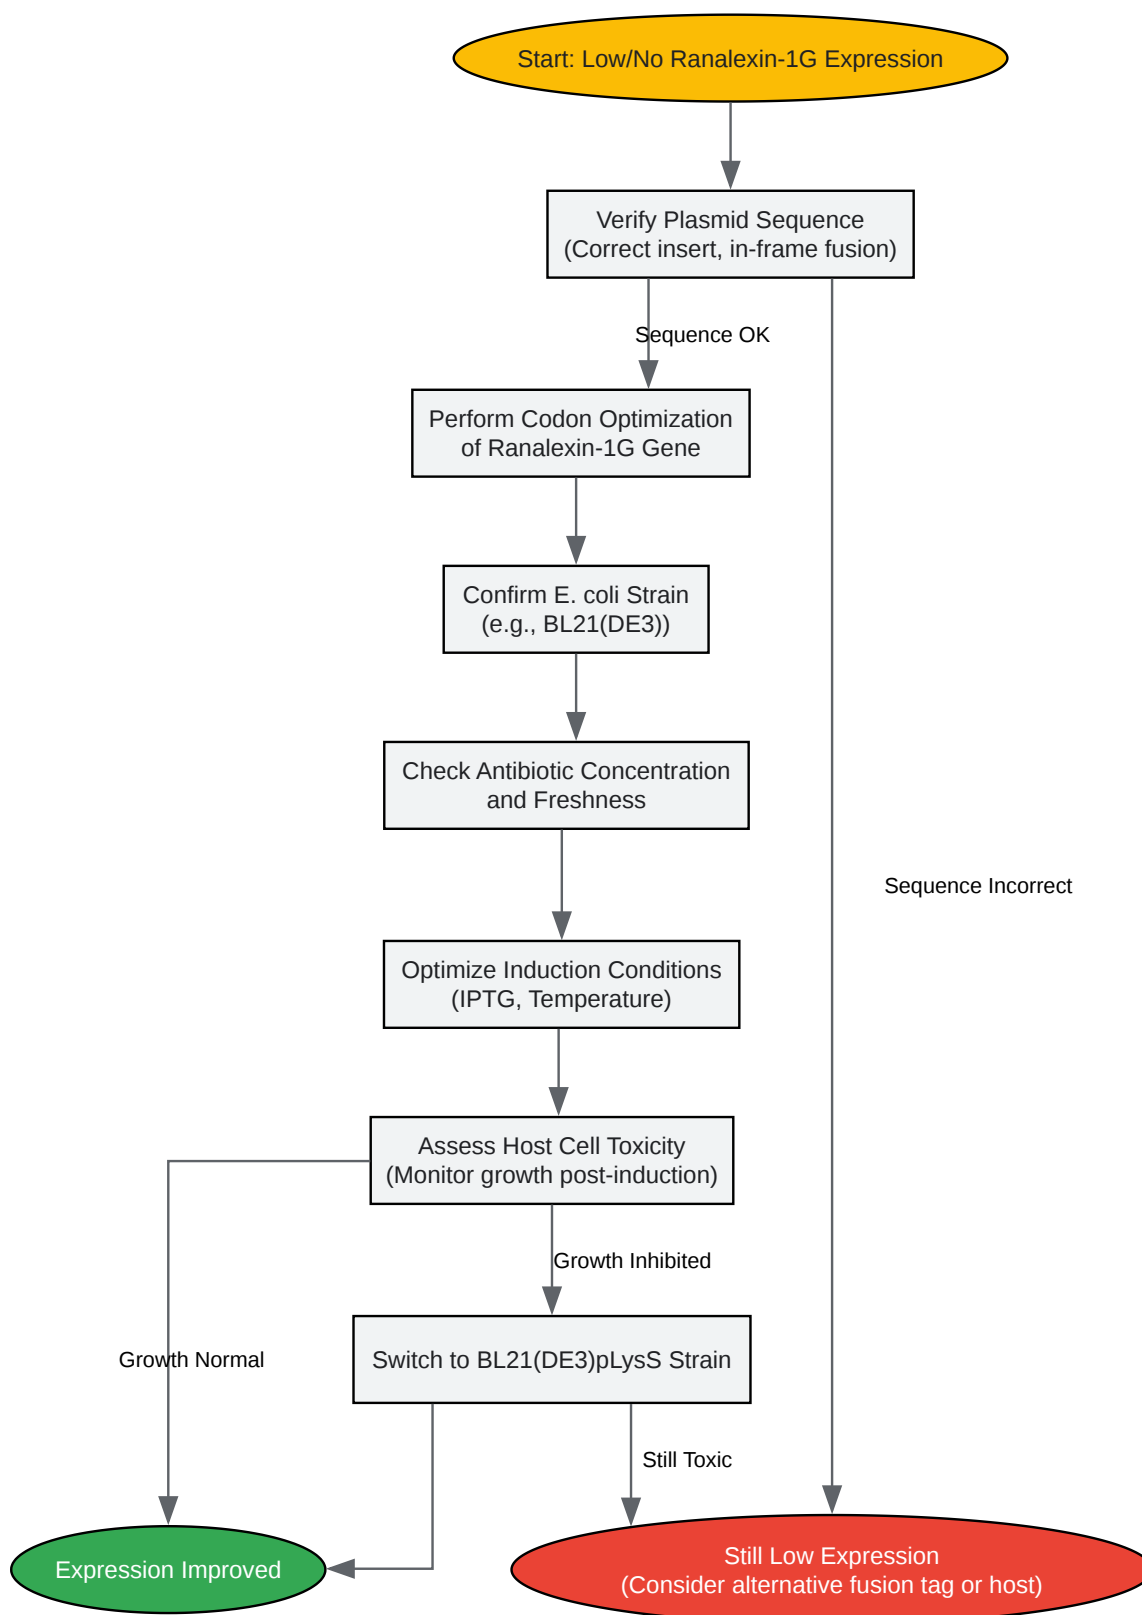 Start: Low/No Ranalexin-1G Expression
Verify Plasmid Sequence
(Correct insert, in-frame fusion)
Sequence OK
Perform Codon Optimization
of Ranalexin-1G Gene
Confirm E. coli Strain
(e.g., BL21(DE3))
Check Antibiotic Concentration
and Freshness
Sequence Incorrect
Optimize Induction Conditions
(IPTG, Temperature)
Assess Host Cell Toxicity
(Monitor growth post-induction)
Growth Inhibited
Growth Normal
Switch to BL21(DE3)pLysS Strain
Still Toxic
Expression Improved
Still Low Expression
(Consider alternative fusion tag or host)